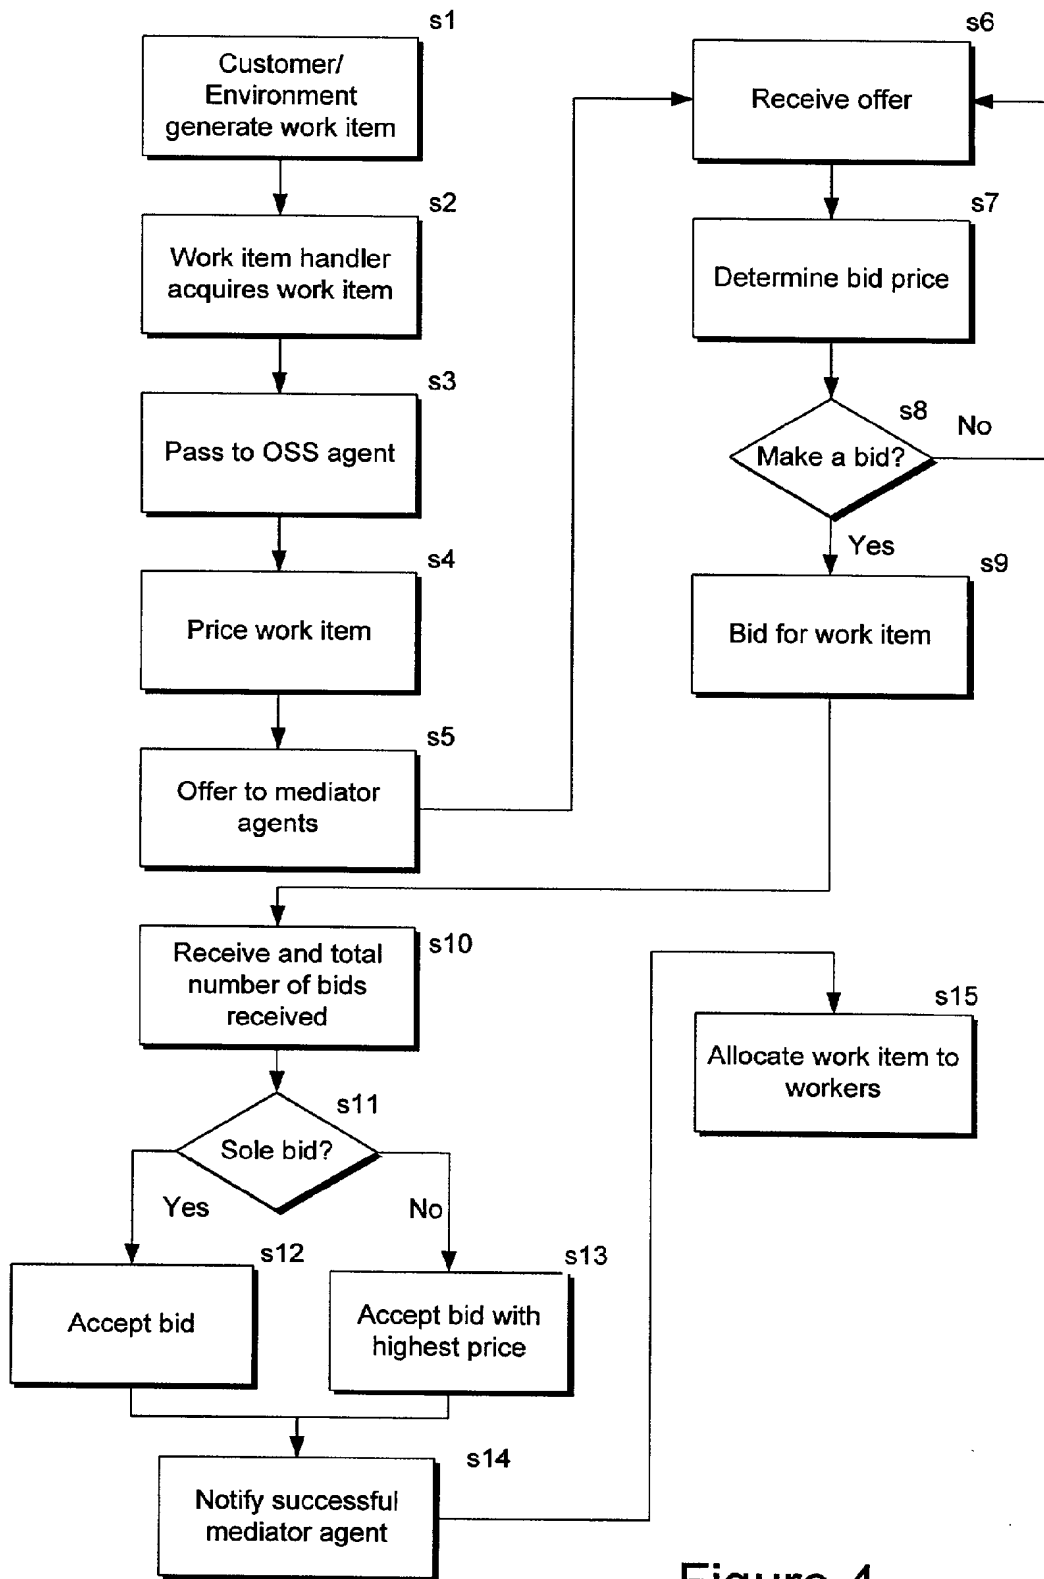 s1
Customer/
Environment
generate work item
s2
Work item handler
acquires work item
s3
Pass to OSS agent
s4
Price work item
s5
Offer to mediator
agents
s6
Receive offer
s7
Determine bid price
s8
Make a bid?
No
Yes
s9
Bid for work item
s10
Receive and total
number of bids
received
s11
Sole bid?
Yes
No
s12
Accept bid
s13
Accept bid with
highest price
s14
Notify successful
mediator agent
s15
Allocate work item to
workers
Figure 4